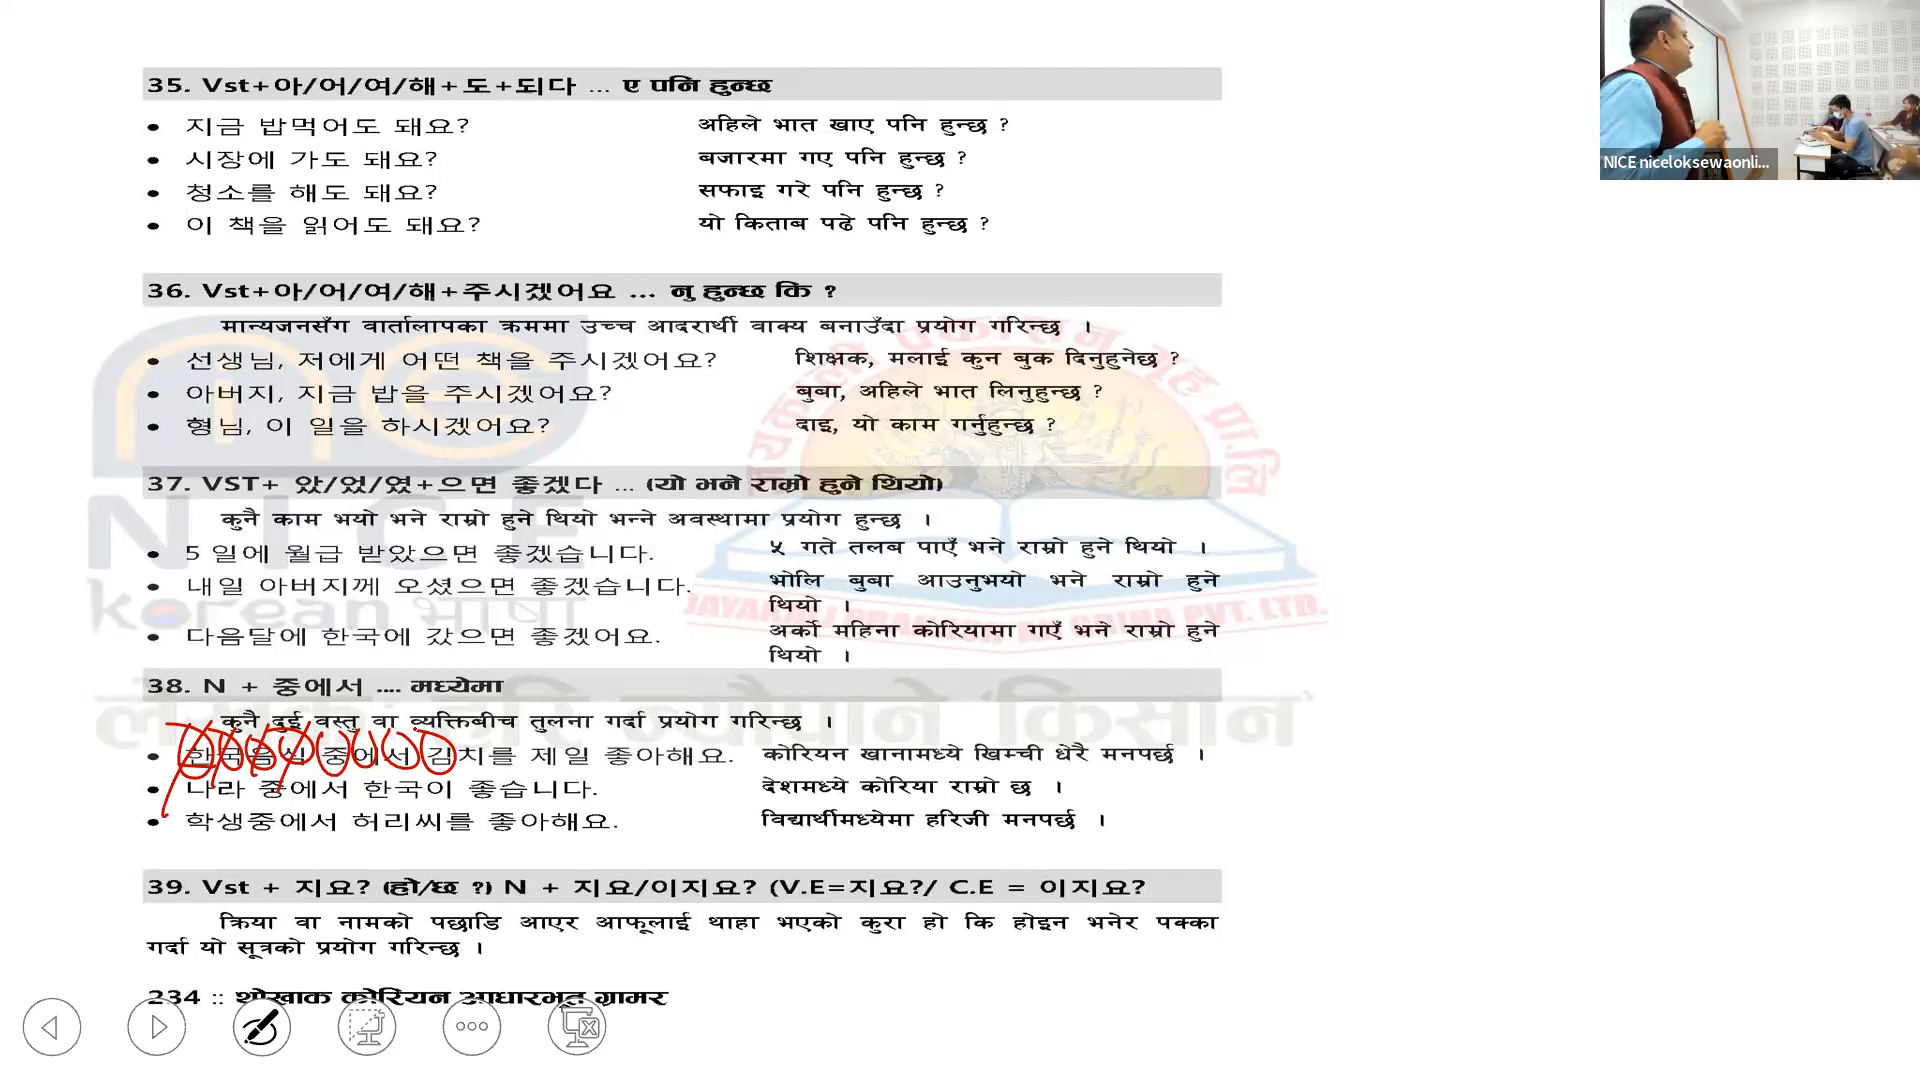 35. Vst+아/어/여/해+도+되다 ... ए पनि हुन्छ
• 지금 밥먹어도 돼요? अहिले भात खाए पनि हुन्छ ?
• 시장에 가도 돼요? बजारमा गए पनि हुन्छ ?
• 청소를 해도 돼요? सफाइ गरे पनि हुन्छ ?
• 이 책을 읽어도 돼요? यो किताब पढे पनि हुन्छ ?
36. Vst+아/어/여/해+주시겠어요 ... नु हुन्छ कि ?
मान्यजनसँग वार्तालापका क्रममा उच्च आदरार्थी वाक्य बनाउँदा प्रयोग गरिन्छ ।
• 선생님, 저에게 어떤 책을 주시겠어요? शिक्षक, मलाई कुन बुक दिनुहुनेछ ?
• 아버지, 지금 밥을 주시겠어요? बुबा, अहिले भात लिनुहुन्छ ?
• 형님, 이 일을 하시겠어요? दाइ, यो काम गर्नुहुन्छ ?
37. VST+ 았/었/였+으면 좋겠다 ... (यो भने राम्रो हुने थियो)
कुनै काम भयो भने राम्रो हुने थियो भन्ने अवस्थामा प्रयोग हुन्छ ।
• 5 일에 월급 받았으면 좋겠습니다. ५ गते तलब पाएँ भने राम्रो हुने थियो ।
• 내일 아버지께 오셨으면 좋겠습니다. भोलि बुबा आउनुभयो भने राम्रो हुने
थियो ।
• 다음달에 한국에 갔으면 좋겠어요. अर्को महिना कोरियामा गएँ भने राम्रो हुने
थियो ।
38. N + 중에서 .... मध्येमा
कुनै दुई वस्तु वा व्यक्तिबीच तुलना गर्दा प्रयोग गरिन्छ ।
• 한국음식 중에서 김치를 제일 좋아해요. कोरियन खानामध्ये खिम्ची धेरै मनपर्छ ।
• 나라 중에서 한국이 좋습니다. देशमध्ये कोरिया राम्रो छ ।
• 학생중에서 허리씨를 좋아해요. विद्यार्थीमध्येमा हरिजी मनपर्छ ।
39. Vst + 지요? (हो/छ ?) N + 지요/이지요? (V.E=지요?/ C.E = 이지요?
क्रिया वा नामको पछाडि आएर आफूलाई थाहा भएको कुरा हो कि होइन भनेर पक्का
गर्दा यो सूत्रको प्रयोग गरिन्छ ।
234 :: थोखाक कोरियन आधारभूत ग्रामर
NICE niceloksewaonli...
NICE
korean भाषा